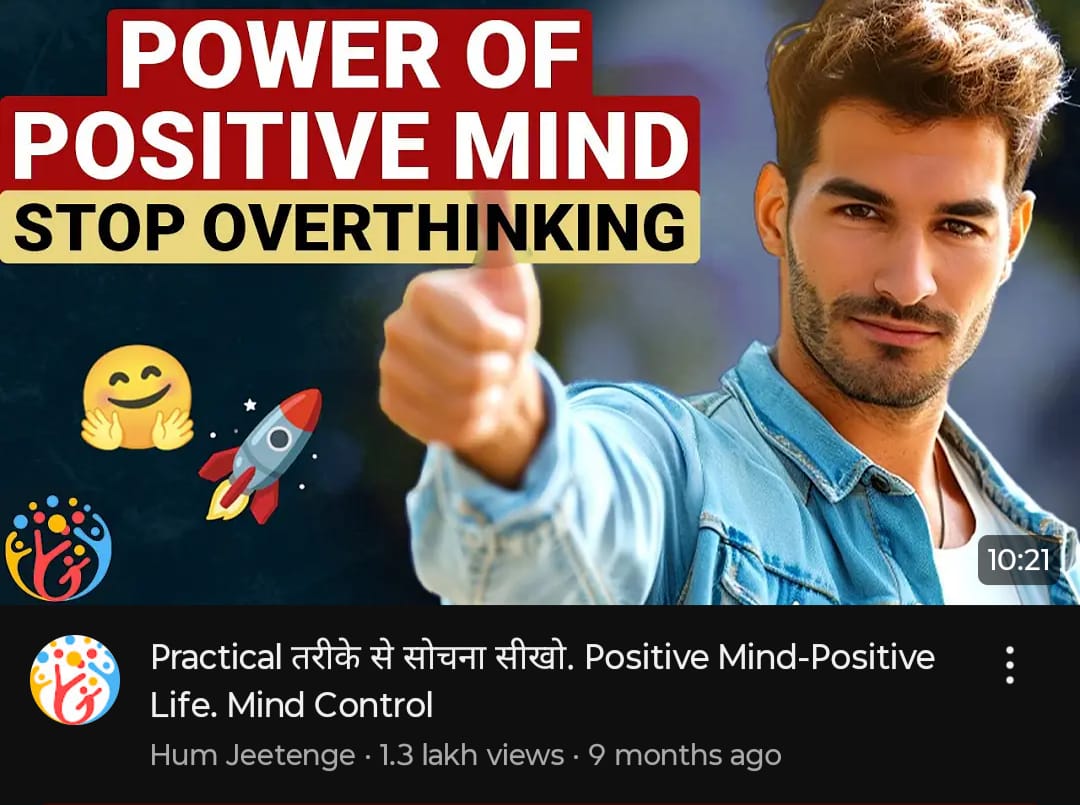 POWER OF
POSITIVE MIND
STOP OVERTHINKING
10:21
Practical तरीके से सोचना सीखो. Positive Mind-Positive
Life. Mind Control
Hum Jeetenge · 1.3 lakh views · 9 months ago